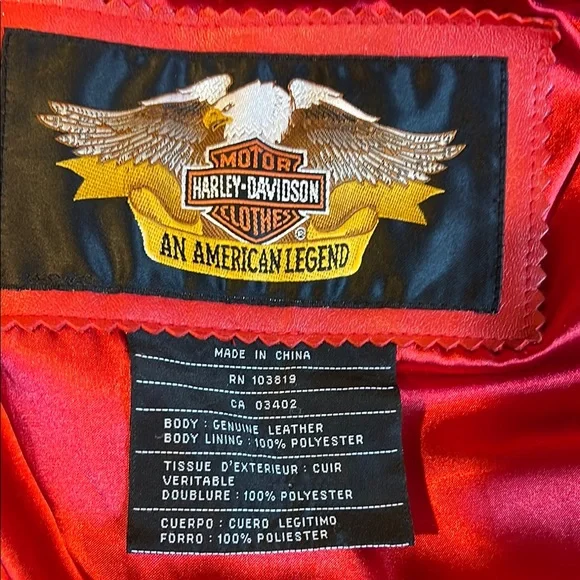 MOTOR
HARLEY-DAVIDSON
CLOTHES
®
AN AMERICAN LEGEND
MADE IN CHINA
RN 103819
CA 03402
BODY : GENUINE LEATHER
BODY LINING : 100% POLYESTER
TISSUE D'EXTERIEUR : CUIR
VERITABLE
DOUBLURE : 100% POLYESTER
CUERPO : CUERO LEGITIMO
FORRO : 100% POLIESTER